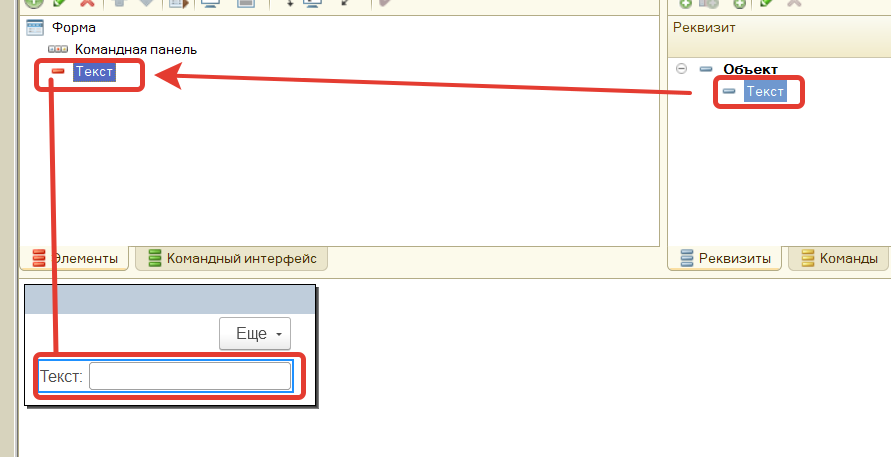 Форма
Командная панель
Текст
Элементы
Командный интерфейс
Реквизит
Объект
Текст
Реквизиты
Команды
Еще
Текст: